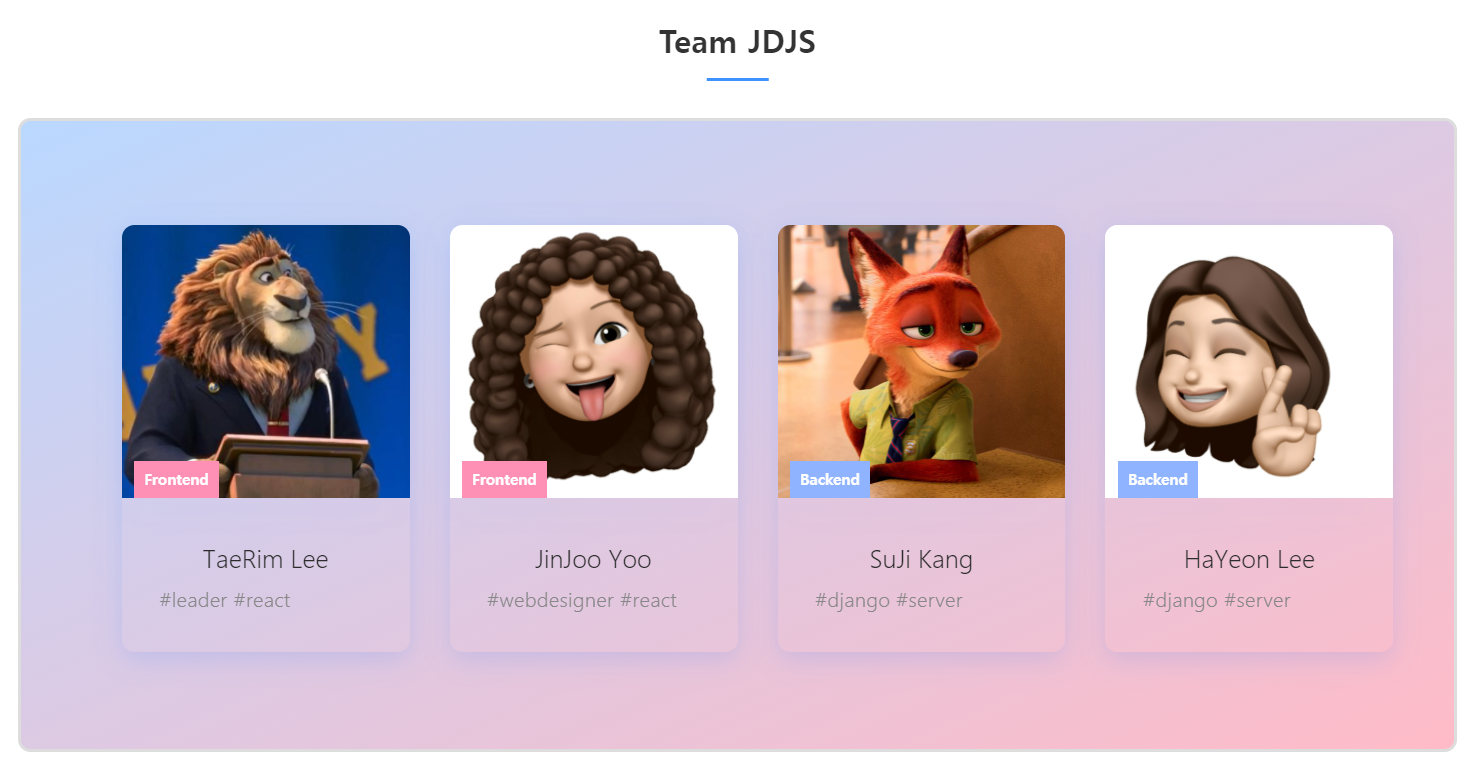 Team JDJS
Frontend
Frontend
Backend
Backend
TaeRim Lee
JinJoo Yoo
SuJi Kang
HaYeon Lee
#leader #react
#webdesigner #react
#django #server
#django #server